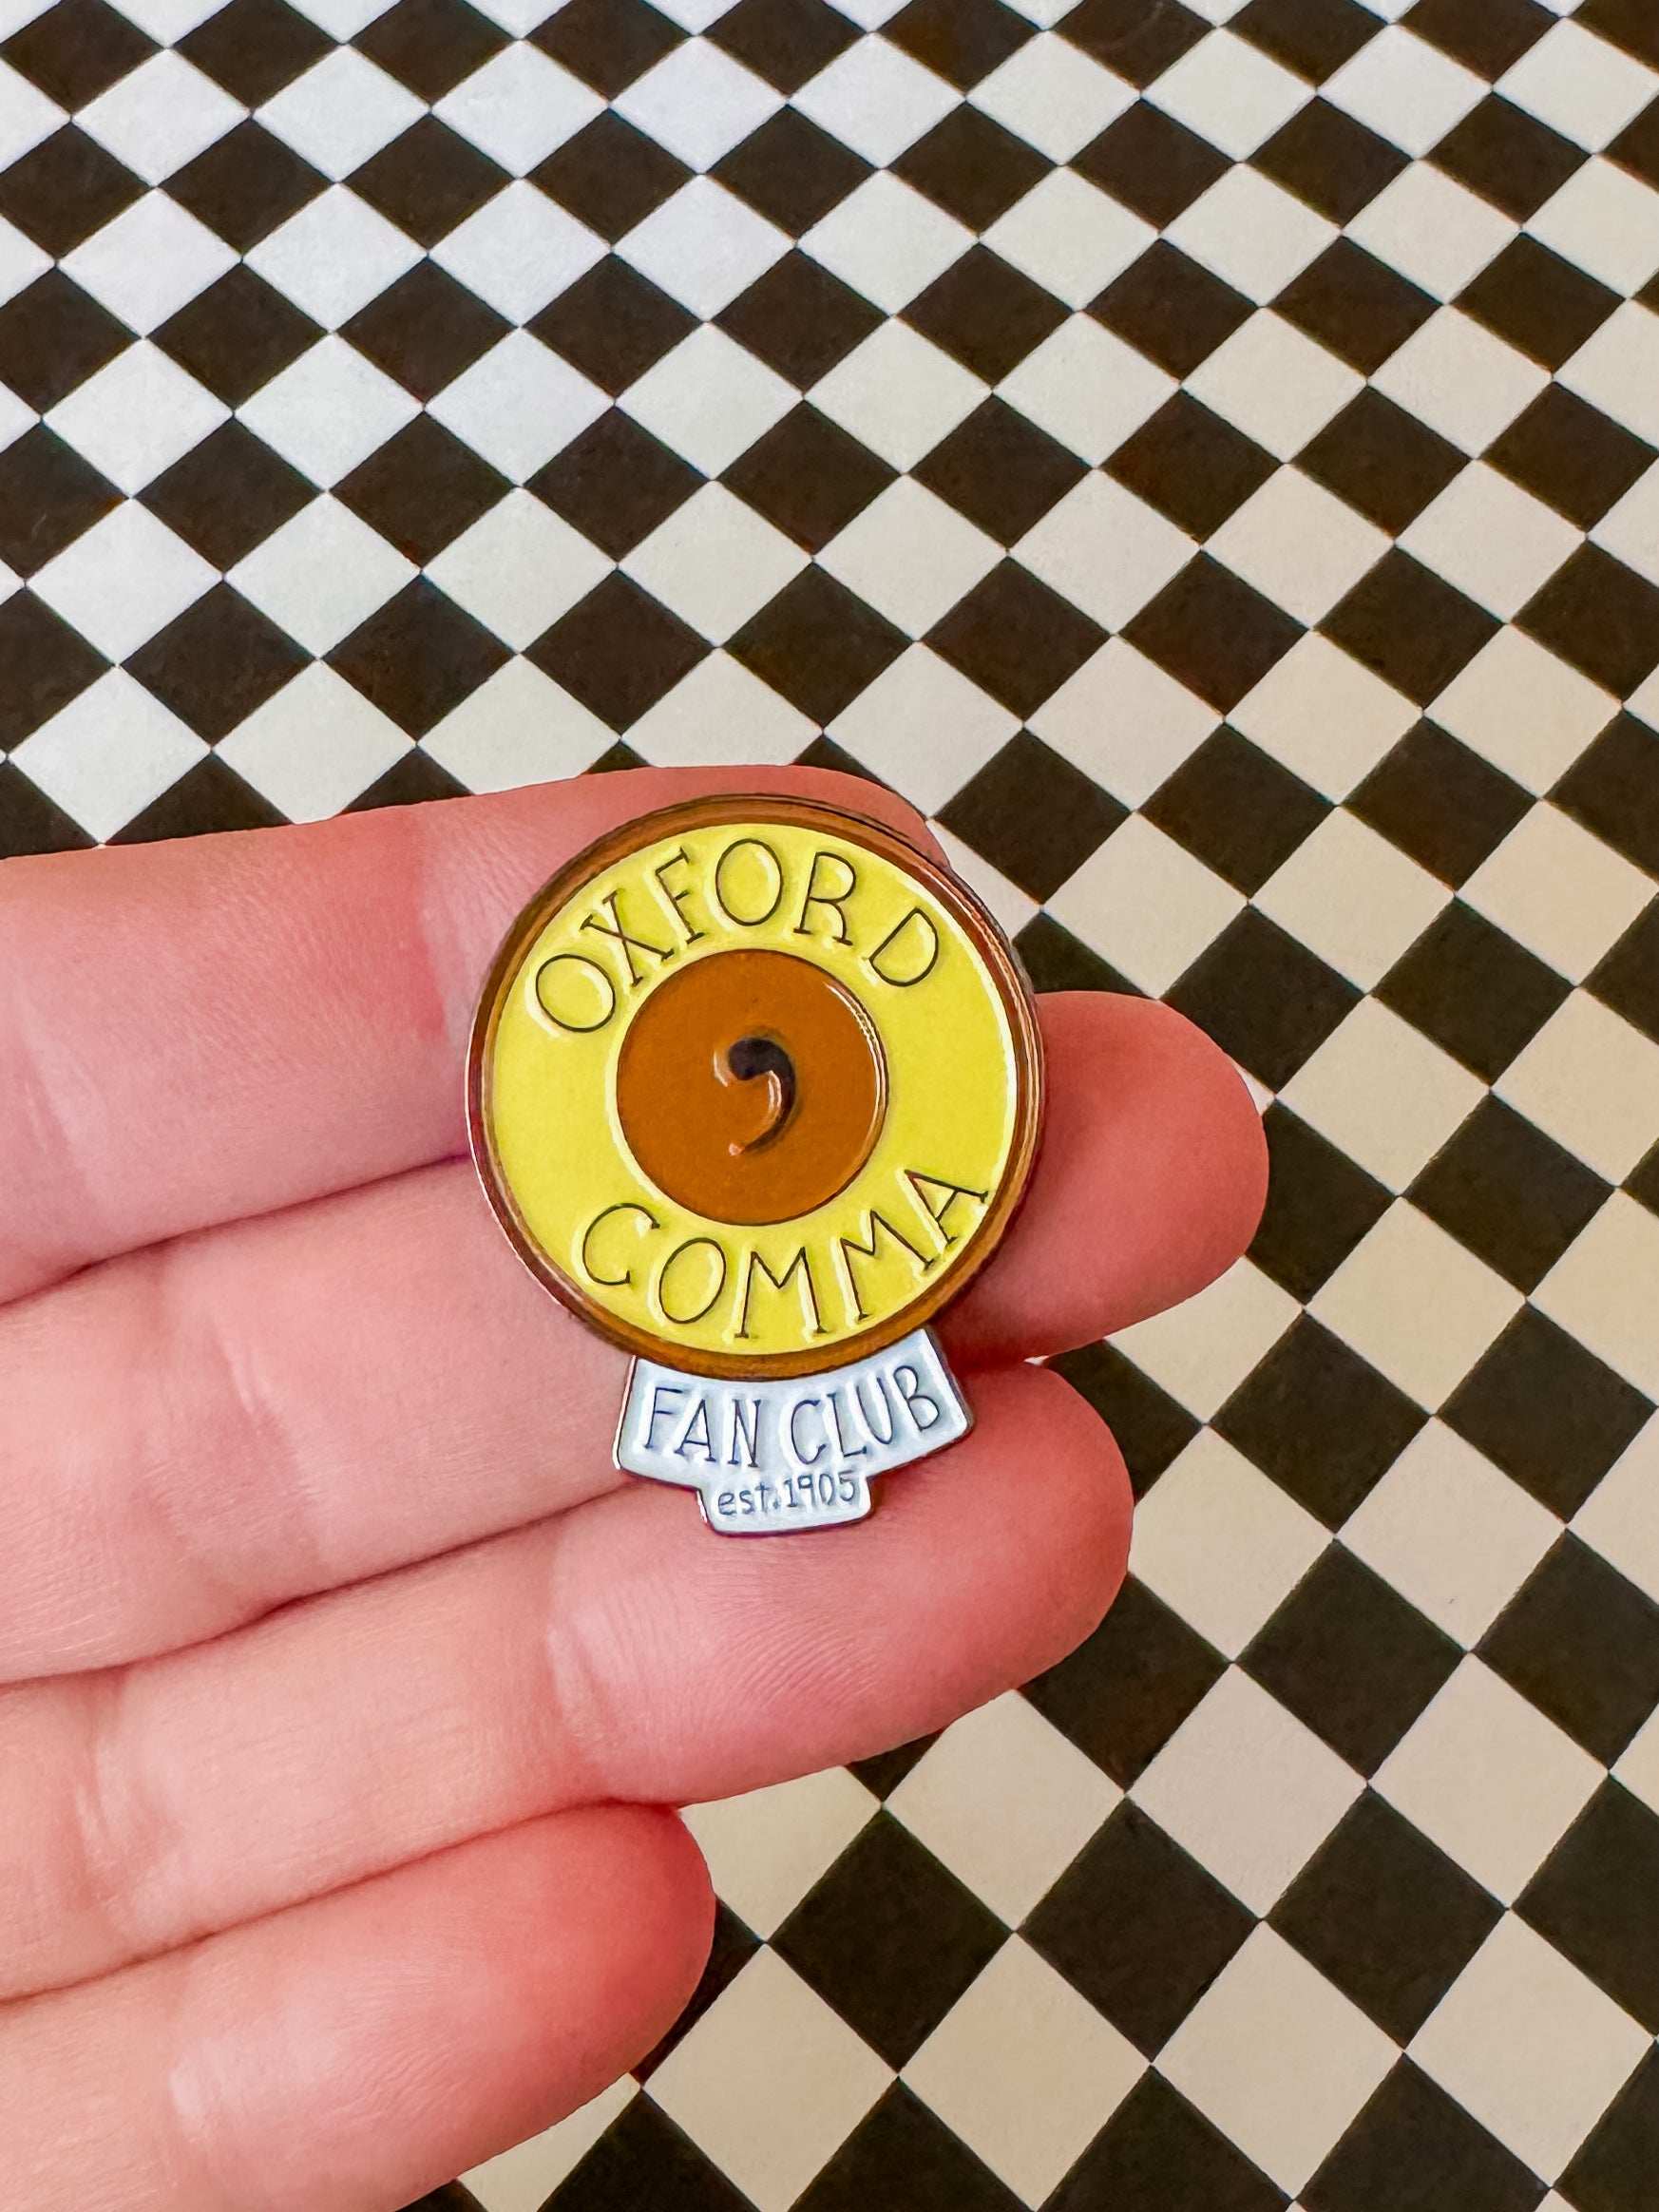 OXFORD
,
COMMA
FAN CLUB
est.1905